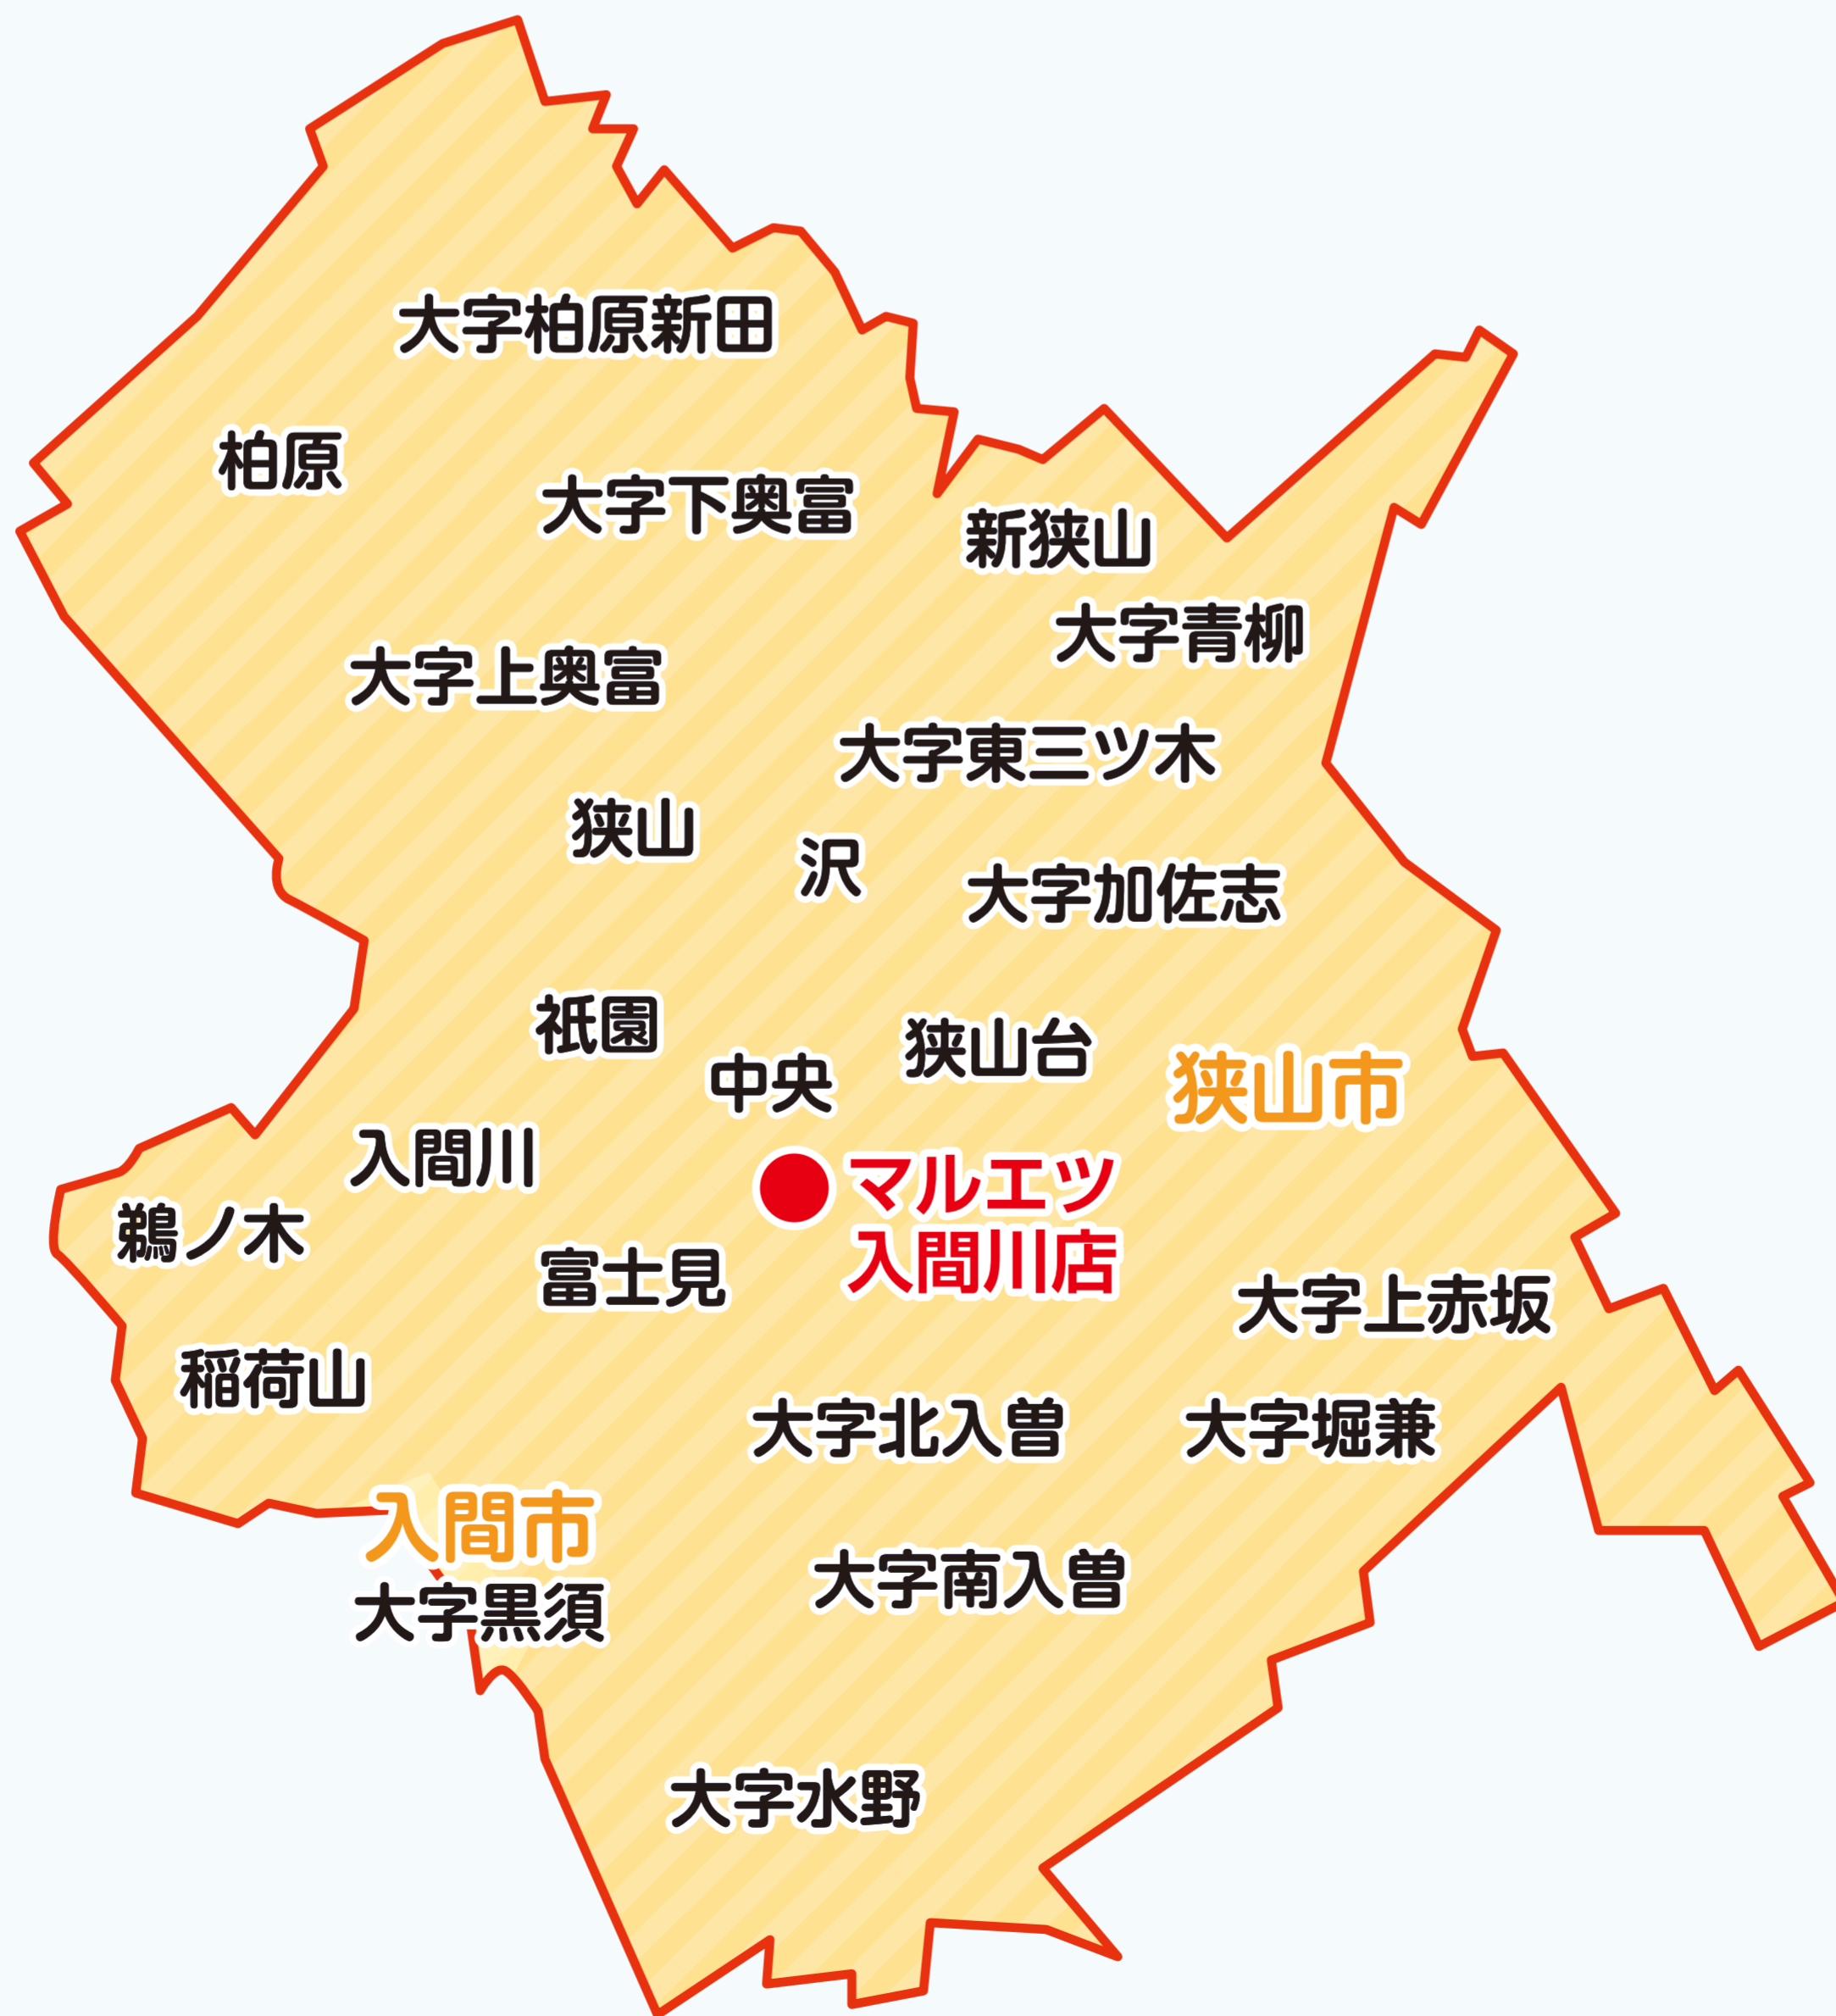 大字柏原新田
柏原
大字下奥富
新狭山
大字青柳
大字上奥富
大字東三ツ木
狭山
沢
大字加佐志
祇園
狭山台
中央
狭山市
入間川
マルエツ
入間川店
鵜ノ木
富士見
大字上赤坂
稲荷山
大字北入曽
大字堀兼
入間市
大字黒須
大字南入曽
大字水野